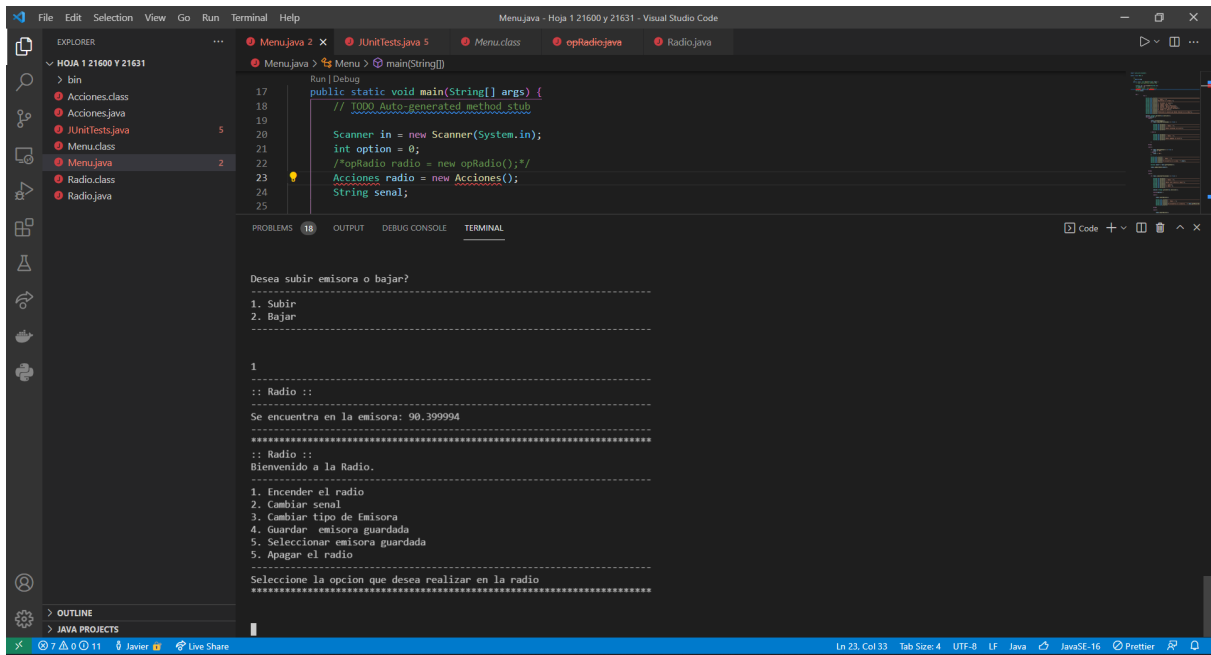 File Edit Selection View Go Run Terminal Help
Menu.java - Hoja 1 21600 y 21631 - Visual Studio Code
EXPLORER
Menu.java 2
JUnitTests.java 5
Menu.class
opRadio.java
Radio.java
HOJA 1 21600 Y 21631
bin
Acciones.class
Acciones.java
JUnitTests.java 5
Menu.class
Menu.java 2
Radio.class
Radio.java
Menu.java > Menu > main(String[])
Run | Debug
17 public static void main(String[] args) {
18 // TODO Auto-generated method stub
19
20 Scanner in = new Scanner(System.in);
21 int option = 0;
22 /*opRadio radio = new opRadio();*/
23 Acciones radio = new Acciones();
24 String senal;
25
PROBLEMS 18 OUTPUT DEBUG CONSOLE TERMINAL
Code
Desea subir emisora o bajar?
----------------------------------------------------------------------
1. Subir
2. Bajar
----------------------------------------------------------------------
1
----------------------------------------------------------------------
:: Radio ::
----------------------------------------------------------------------
Se encuentra en la emisora: 90.399994
----------------------------------------------------------------------
**********************************************************************
:: Radio ::
Bienvenido a la Radio.
----------------------------------------------------------------------
1. Encender el radio
2. Cambiar senal
3. Cambiar tipo de Emisora
4. Guardar  emisora guardada
5. Seleccionar emisora guardada
5. Apagar el radio
----------------------------------------------------------------------
Seleccione la opcion que desea realizar en la radio
**********************************************************************
OUTLINE
JAVA PROJECTS
7 0 11 Javier Live Share
Ln 23, Col 33 Tab Size: 4 UTF-8 LF Java JavaSE-16 Prettier